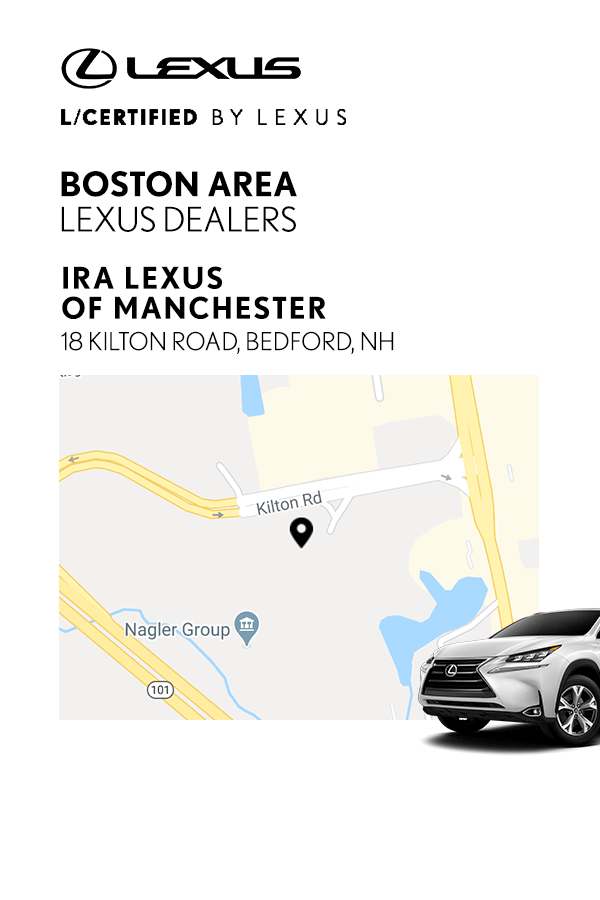 LEXUS
L/CERTIFIED BY LEXUS
BOSTON AREA
LEXUS DEALERS
IRA LEXUS
OF MANCHESTER
18 KILTON ROAD, BEDFORD, NH
Kilton Rd
Nagler Group
101